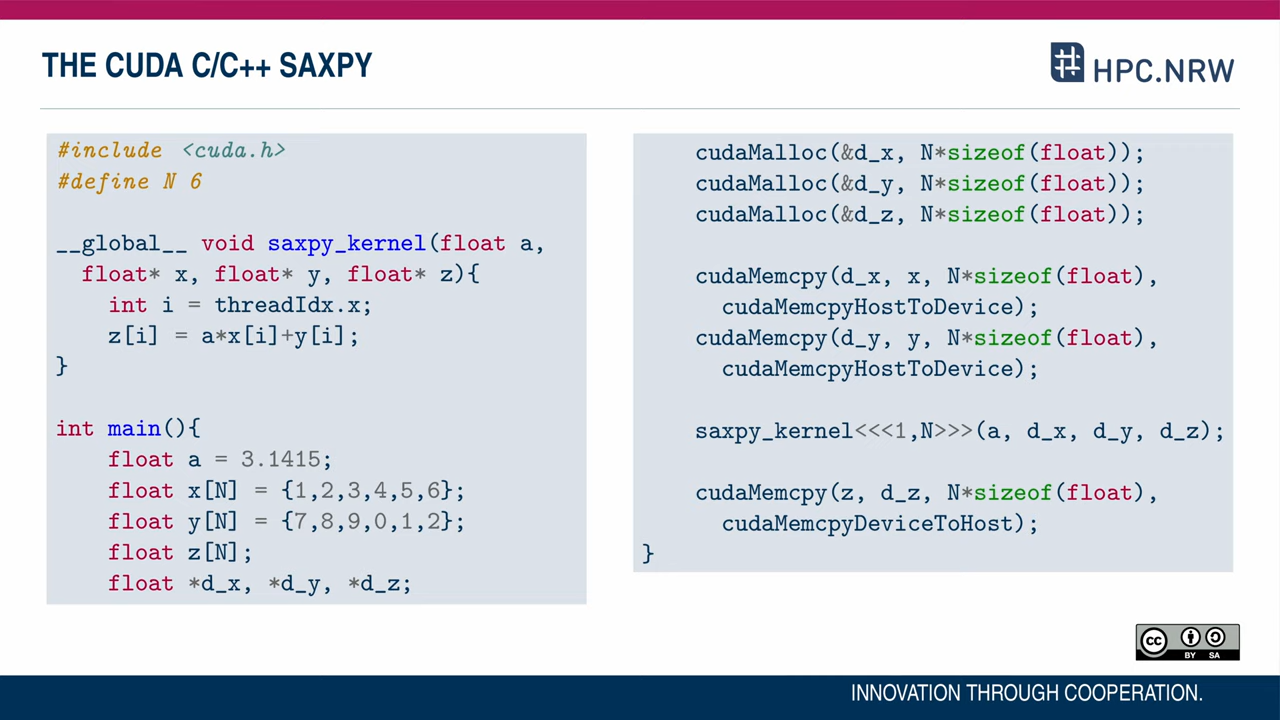 THE CUDA C/C++ SAXPY
HPC.NRW
#include <cuda.h>
#define N 6

__global__ void saxpy_kernel(float a,
  float* x, float* y, float* z){
    int i = threadIdx.x;
    z[i] = a*x[i]+y[i];
}

int main(){
    float a = 3.1415;
    float x[N] = {1,2,3,4,5,6};
    float y[N] = {7,8,9,0,1,2};
    float z[N];
    float *d_x, *d_y, *d_z;
    cudaMalloc(&d_x, N*sizeof(float));
    cudaMalloc(&d_y, N*sizeof(float));
    cudaMalloc(&d_z, N*sizeof(float));

    cudaMemcpy(d_x, x, N*sizeof(float),
      cudaMemcpyHostToDevice);
    cudaMemcpy(d_y, y, N*sizeof(float),
      cudaMemcpyHostToDevice);

    saxpy_kernel<<<1,N>>>(a, d_x, d_y, d_z);

    cudaMemcpy(z, d_z, N*sizeof(float),
      cudaMemcpyDeviceToHost);
}
cc BY SA
INNOVATION THROUGH COOPERATION.